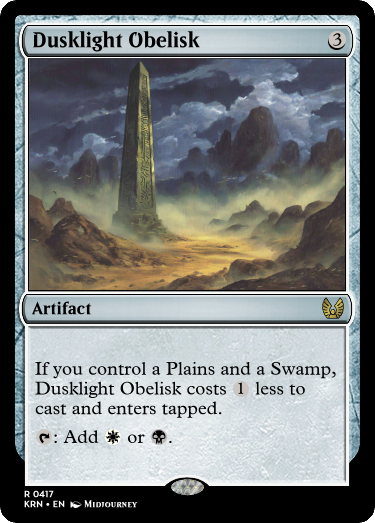 Dusklight Obelisk 3
Artifact
If you control a Plains and a Swamp,
Dusklight Obelisk costs 1 less to
cast and enters tapped.
: Add or .
R 0417
KRN • EN Midjourney